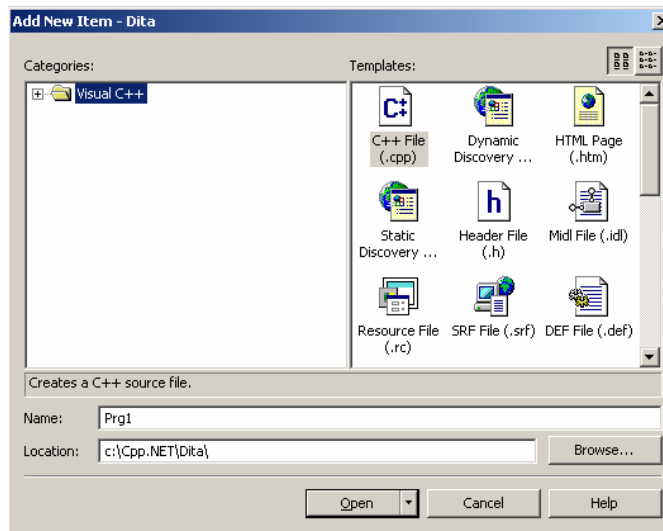 Add New Item - Dita
Categories:
Templates:
Visual C++
C++ File
(.cpp)
Dynamic
Discovery ...
HTML Page
(.htm)
Static
Discovery ...
Header File
(.h)
Midl File (.idl)
Resource File
(.rc)
SRF File (.srf)
DEF File (.def)
Creates a C++ source file.
Name:
Prg1
Location:
c:\Cpp.NET\Dita\
Browse...
Open
Cancel
Help